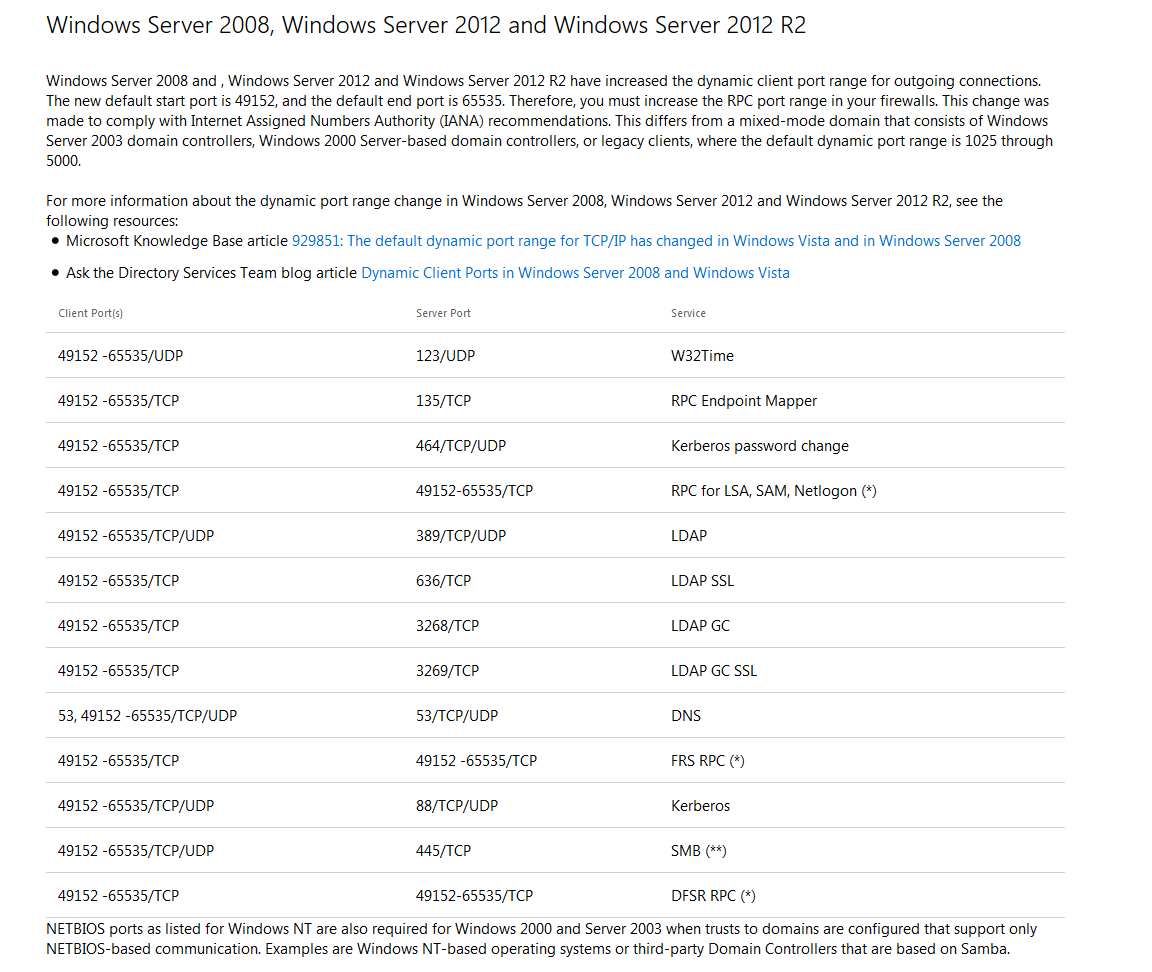 Windows Server 2008, Windows Server 2012 and Windows Server 2012 R2
Windows Server 2008 and , Windows Server 2012 and Windows Server 2012 R2 have increased the dynamic client port range for outgoing connections.
The new default start port is 49152, and the default end port is 65535. Therefore, you must increase the RPC port range in your firewalls. This change was
made to comply with Internet Assigned Numbers Authority (IANA) recommendations. This differs from a mixed-mode domain that consists of Windows
Server 2003 domain controllers, Windows 2000 Server-based domain controllers, or legacy clients, where the default dynamic port range is 1025 through
5000.
For more information about the dynamic port range change in Windows Server 2008, Windows Server 2012 and Windows Server 2012 R2, see the
following resources:
● Microsoft Knowledge Base article 929851: The default dynamic port range for TCP/IP has changed in Windows Vista and in Windows Server 2008
● Ask the Directory Services Team blog article Dynamic Client Ports in Windows Server 2008 and Windows Vista
Client Port(s) Server Port Service
49152 -65535/UDP 123/UDP W32Time
49152 -65535/TCP 135/TCP RPC Endpoint Mapper
49152 -65535/TCP 464/TCP/UDP Kerberos password change
49152 -65535/TCP 49152-65535/TCP RPC for LSA, SAM, Netlogon (*)
49152 -65535/TCP/UDP 389/TCP/UDP LDAP
49152 -65535/TCP 636/TCP LDAP SSL
49152 -65535/TCP 3268/TCP LDAP GC
49152 -65535/TCP 3269/TCP LDAP GC SSL
53, 49152 -65535/TCP/UDP 53/TCP/UDP DNS
49152 -65535/TCP 49152 -65535/TCP FRS RPC (*)
49152 -65535/TCP/UDP 88/TCP/UDP Kerberos
49152 -65535/TCP/UDP 445/TCP SMB (**)
49152 -65535/TCP 49152-65535/TCP DFSR RPC (*)
NETBIOS ports as listed for Windows NT are also required for Windows 2000 and Server 2003 when trusts to domains are configured that support only
NETBIOS-based communication. Examples are Windows NT-based operating systems or third-party Domain Controllers that are based on Samba.